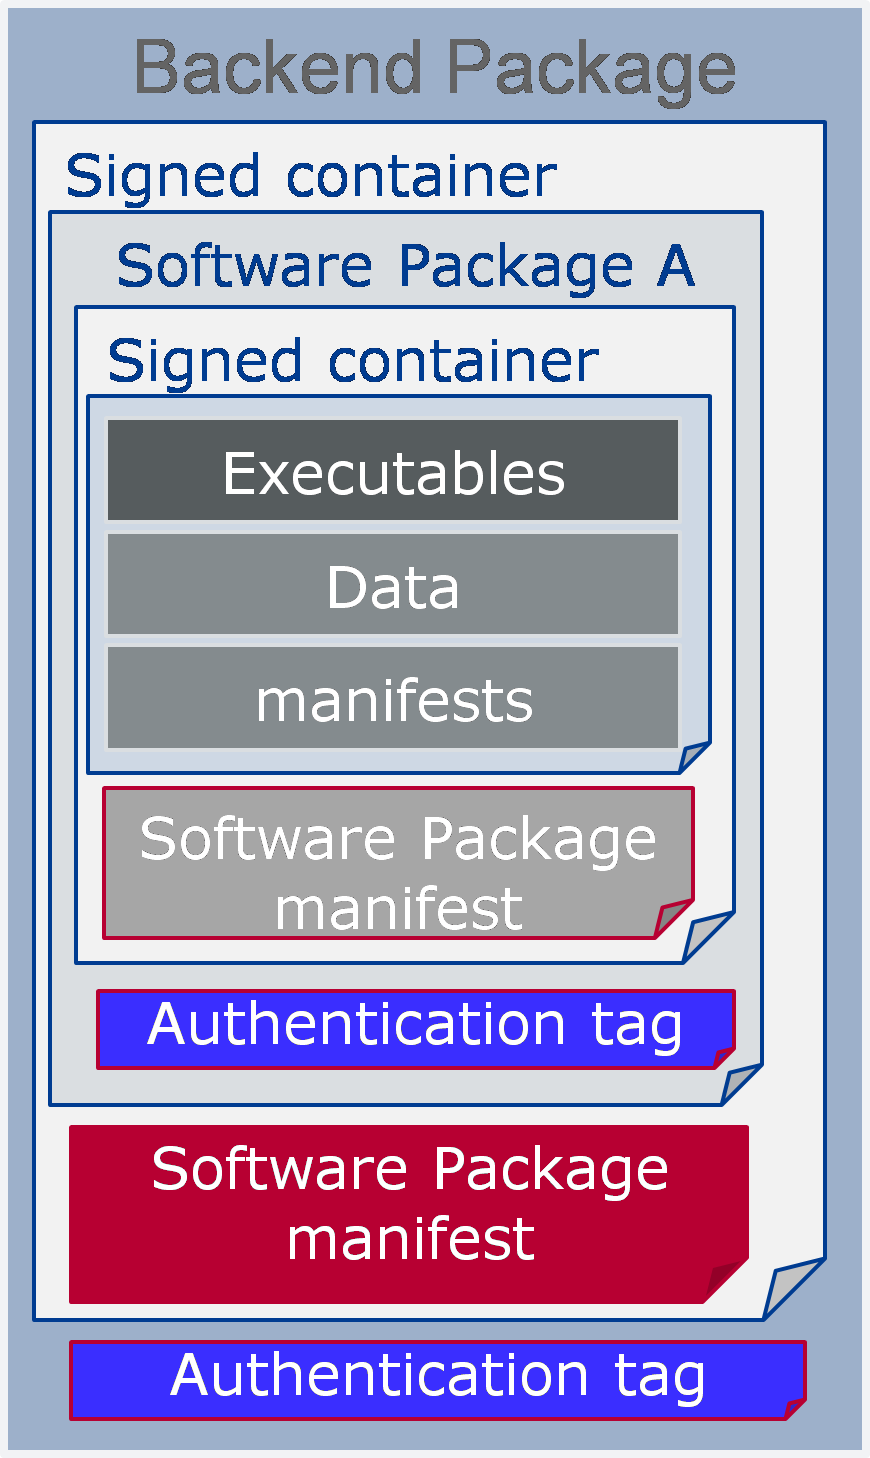 Backend Package
Signed container
Software Package A
Signed container
Executables
Data
manifests
Software Package
manifest
Authentication tag
Software Package
manifest
Authentication tag